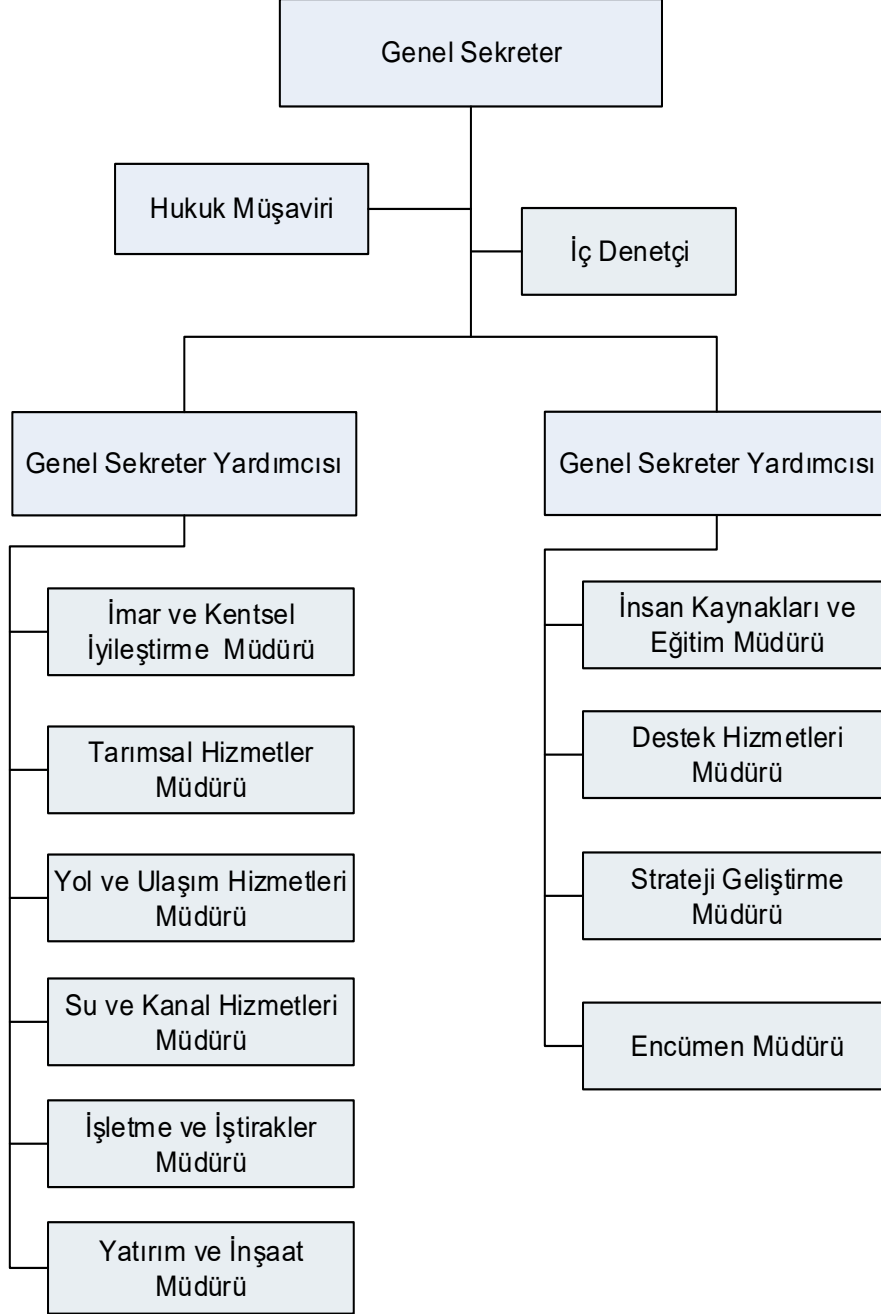 Genel Sekreter
Hukuk Müşaviri
İç Denetçi
Genel Sekreter Yardımcısı
İmar ve Kentsel
İyileştirme Müdürü
Tarımsal Hizmetler
Müdürü
Yol ve Ulaşım Hizmetleri
Müdürü
Su ve Kanal Hizmetleri
Müdürü
İşletme ve İştirakler
Müdürü
Yatırım ve İnşaat
Müdürü
Genel Sekreter Yardımcısı
İnsan Kaynakları ve
Eğitim Müdürü
Destek Hizmetleri
Müdürü
Strateji Geliştirme
Müdürü
Encümen Müdürü